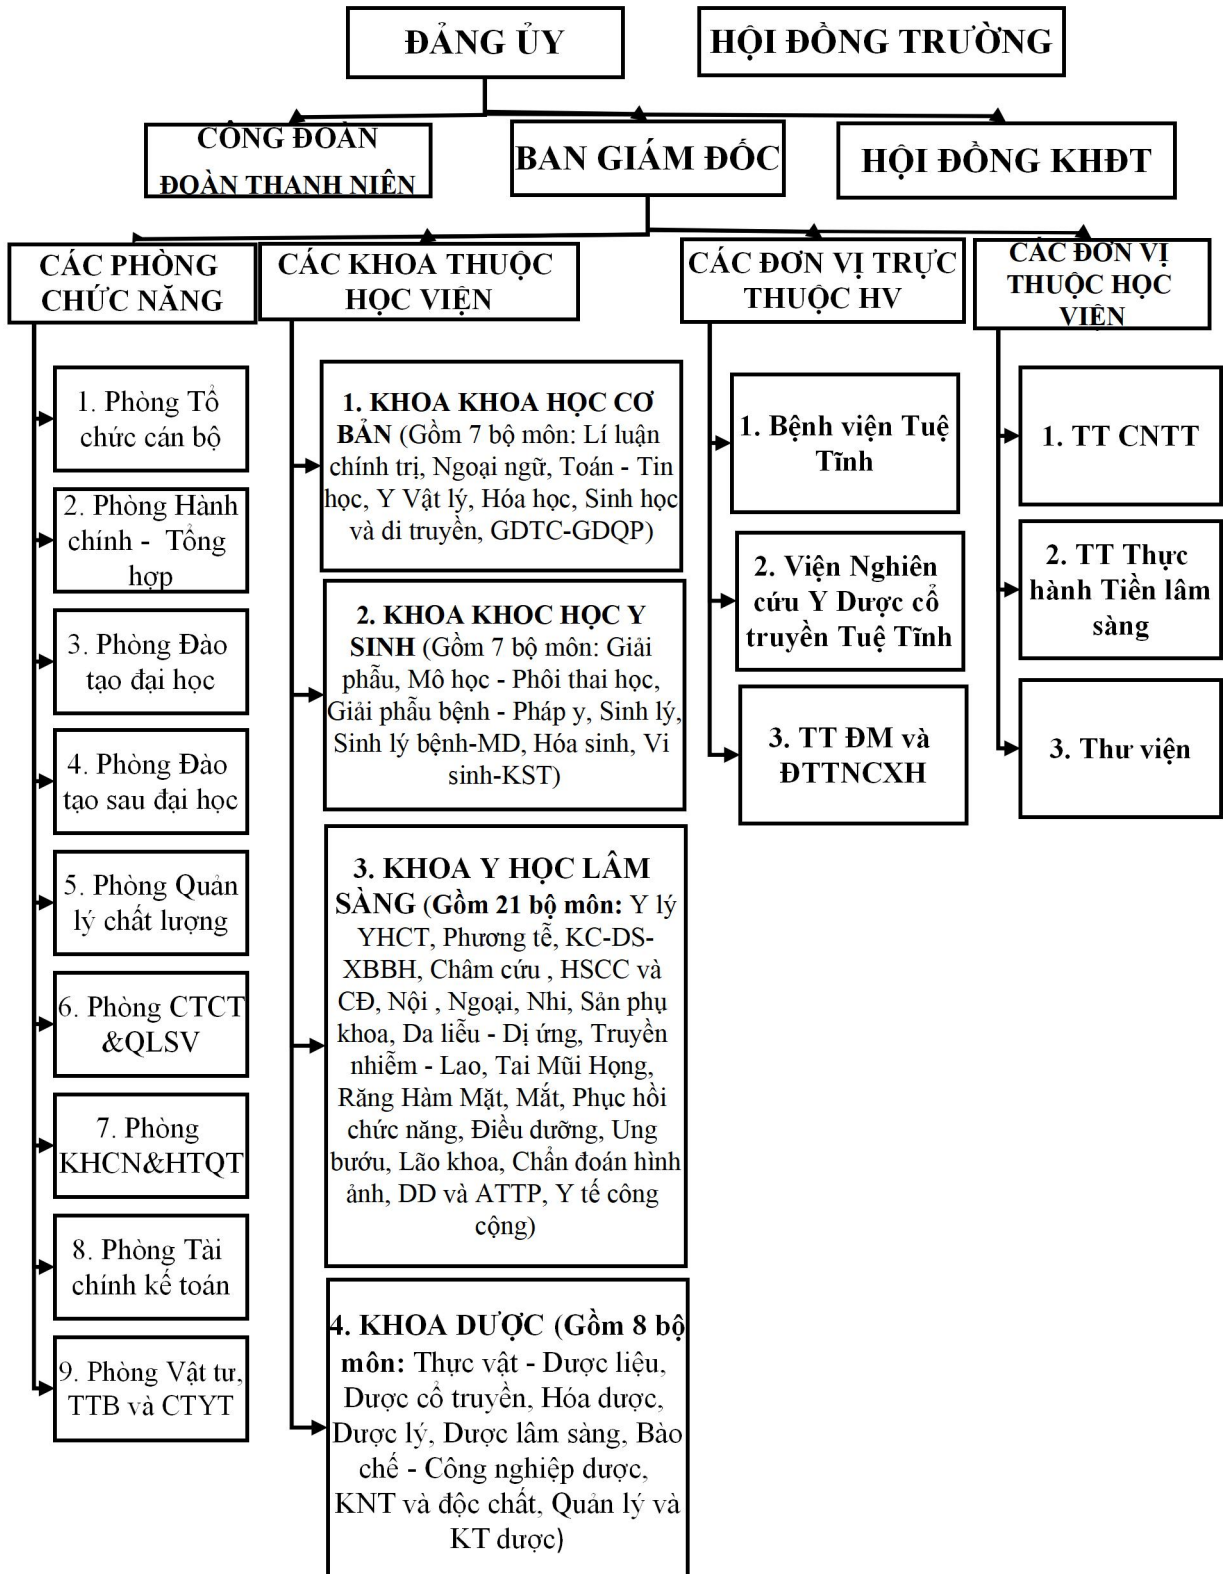 ĐẢNG ỦY
HỘI ĐỒNG TRƯỜNG
CÔNG ĐOÀN
ĐOÀN THANH NIÊN
BAN GIÁM ĐỐC
HỘI ĐỒNG KHĐT
CÁC PHÒNG
CHỨC NĂNG
1. Phòng Tổ
chức cán bộ
2. Phòng Hành
chính - Tổng
hợp
3. Phòng Đào
tạo đại học
4. Phòng Đào
tạo sau đại học
5. Phòng Quản
lý chất lượng
6. Phòng CTCT
&QLSV
7. Phòng
KHCN&HTQT
8. Phòng Tài
chính kế toán
9. Phòng Vật tư,
TTB và CTYT
CÁC KHOA THUỘC
HỌC VIỆN
1. KHOA KHOA HỌC CƠ
BẢN (Gồm 7 bộ môn: Lí luận
chính trị, Ngoại ngữ, Toán - Tin
học, Y Vật lý, Hóa học, Sinh học
và di truyền, GDTC-GDQP)
2. KHOA KHOC HỌC Y
SINH (Gồm 7 bộ môn: Giải
phẫu, Mô học - Phôi thai học,
Giải phẫu bệnh - Pháp y, Sinh lý,
Sinh lý bệnh-MD, Hóa sinh, Vi
sinh-KST)
3. KHOA Y HỌC LÂM
SÀNG (Gồm 21 bộ môn: Y lý
YHCT, Phương tễ, KC-DS-
XBBH, Châm cứu , HSCC và
CĐ, Nội , Ngoại, Nhi, Sản phụ
khoa, Da liễu - Dị ứng, Truyền
nhiễm - Lao, Tai Mũi Họng,
Răng Hàm Mặt, Mắt, Phục hồi
chức năng, Điều dưỡng, Ung
bướu, Lão khoa, Chẩn đoán hình
ảnh, DD và ATTP, Y tế công
cộng)
4. KHOA DƯỢC (Gồm 8 bộ
môn: Thực vật - Dược liệu,
Dược cổ truyền, Hóa dược,
Dược lý, Dược lâm sàng, Bào
chế - Công nghiệp dược,
KNT và độc chất, Quản lý và
KT dược)
CÁC ĐƠN VỊ TRỰC
THUỘC HV
1. Bệnh viện Tuệ
Tĩnh
2. Viện Nghiên
cứu Y Dược cổ
truyền Tuệ Tĩnh
3. TT ĐM và
ĐTTNCXH
CÁC ĐƠN VỊ
THUỘC HỌC
VIỆN
1. TT CNTT
2. TT Thực
hành Tiền lâm
sàng
3. Thư viện